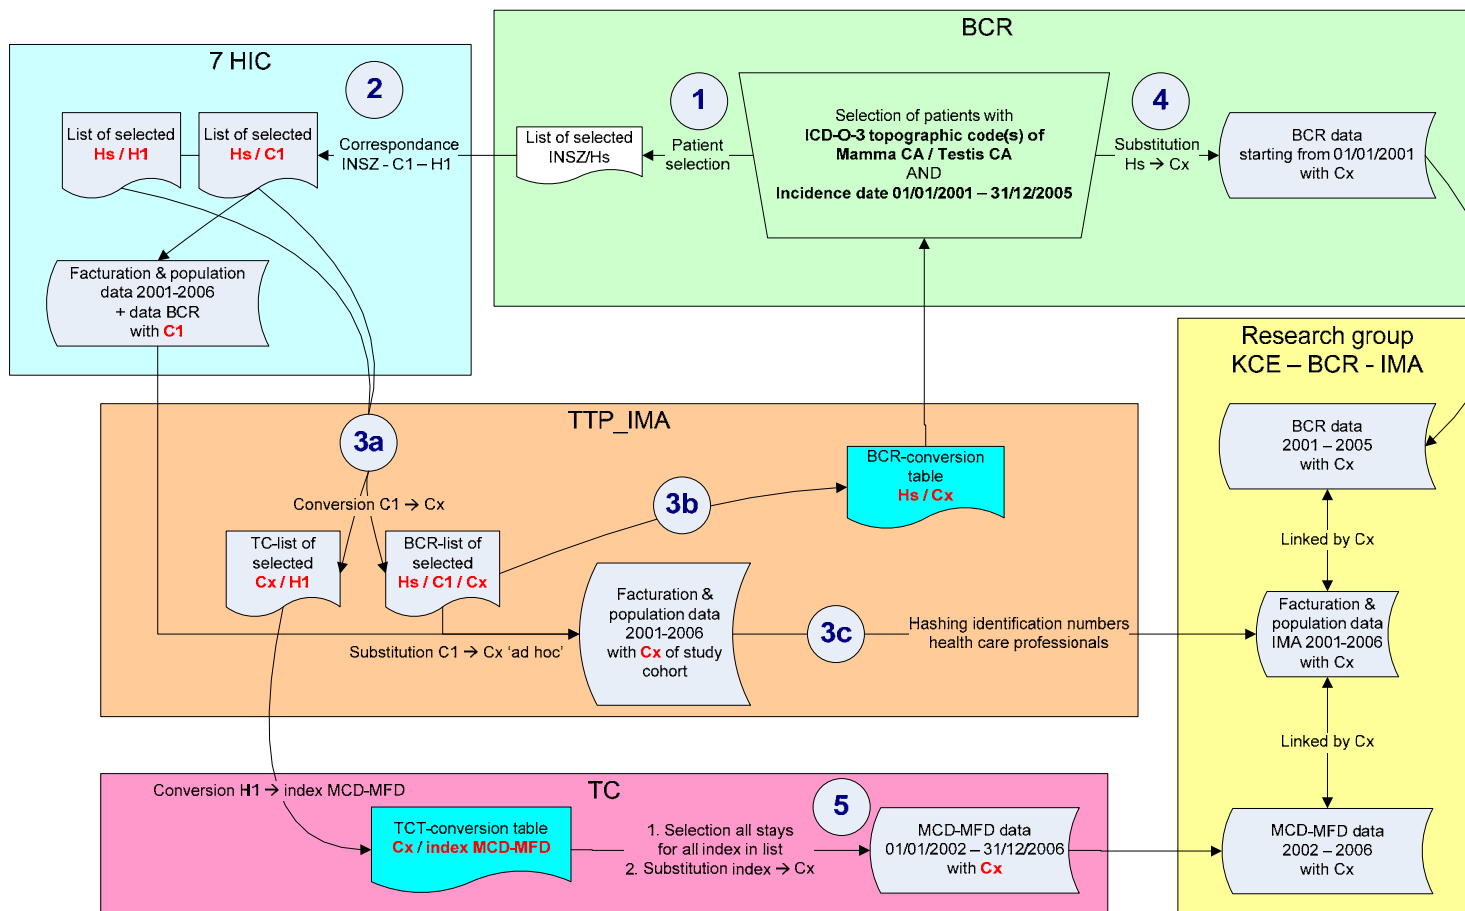 BCR
7 HIC
2
List of selected
Hs / H1
List of selected
Hs / C1
Correspondance
INSZ - C1 – H1
Facturation & population
data 2001-2006
+ data BCR
with C1
1
Patient
selection
List of selected
INSZ/Hs
Selection of patients with
ICD-O-3 topographic code(s) of
Mamma CA / Testis CA
AND
Incidence date 01/01/2001 – 31/12/2005
4
Substitution
Hs → Cx
BCR data
starting from 01/01/2001
with Cx
TTP_IMA
3a
Conversion C1 → Cx
TC-list of
selected
Cx / H1
BCR-list of
selected
Hs / C1 / Cx
3b
BCR-conversion
table
Hs / Cx
Substitution C1 → Cx ‘ad hoc’
Facturation &
population data
2001-2006
with Cx of study
cohort
3c
Hashing identification numbers
health care professionals
Research group
KCE – BCR - IMA
BCR data
2001 – 2005
with Cx
Linked by Cx
Facturation &
population data
IMA 2001-2006
with Cx
Linked by Cx
MCD-MFD data
2002 – 2006
with Cx
TC
Conversion H1 → index MCD-MFD
TCT-conversion table
Cx / index MCD-MFD
1. Selection all stays
for all index in list
2. Substitution index → Cx
5
MCD-MFD data
01/01/2002 – 31/12/2006
with Cx